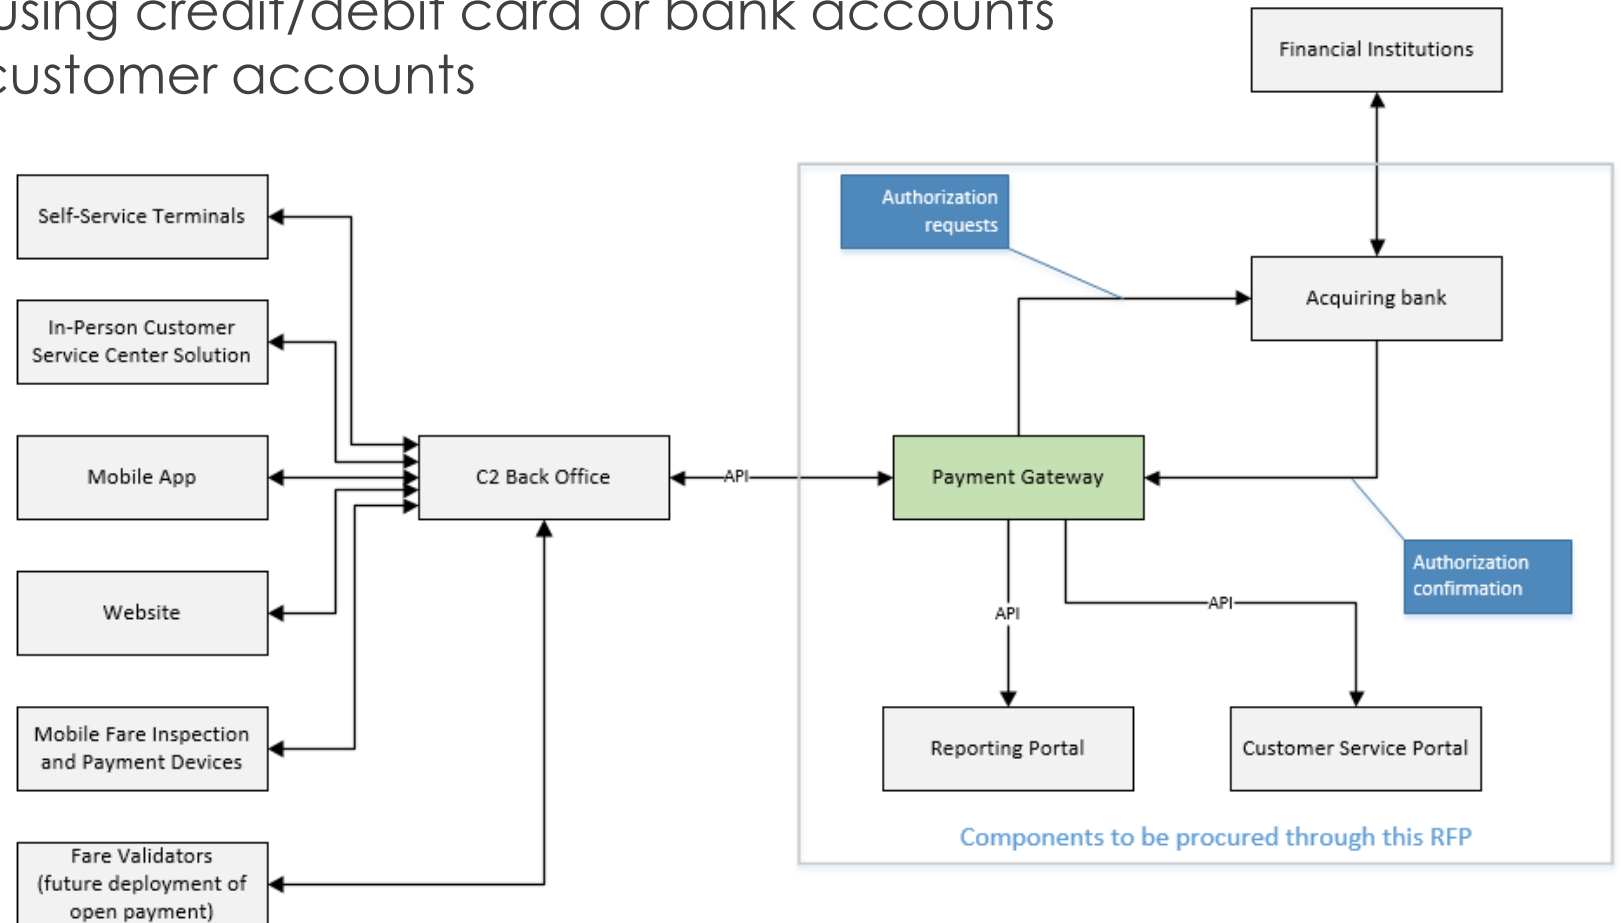 using credit/debit card or bank accounts
customer accounts
Financial Institutions
Self-Service Terminals
Authorization
requests
In-Person Customer
Service Center Solution
Acquiring bank
Mobile App
C2 Back Office
API
Payment Gateway
Website
Authorization
confirmation
API
API
Mobile Fare Inspection
and Payment Devices
Reporting Portal
Customer Service Portal
Components to be procured through this RFP
Fare Validators
(future deployment of
open payment)